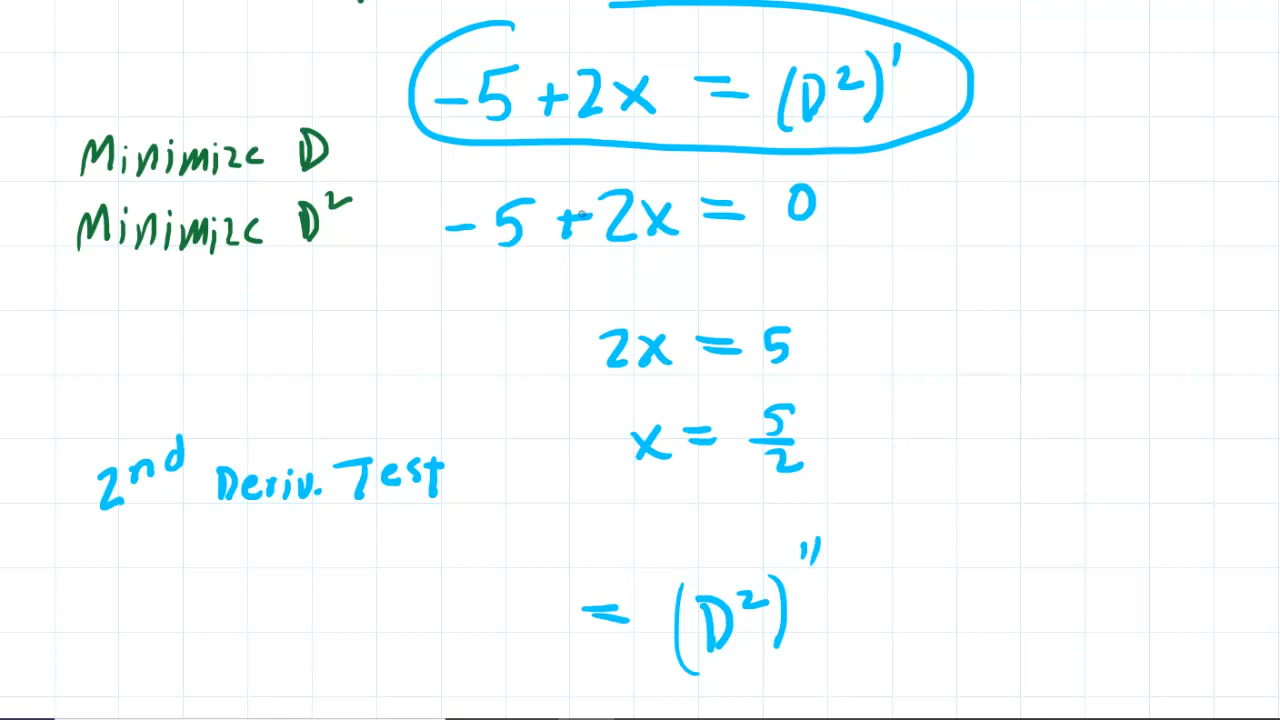 -5 + 2x = (D²)'
Minimize D
Minimize D²
-5 + 2x = 0
2x = 5
x = 5/2
2nd Deriv. Test
= (D²)''